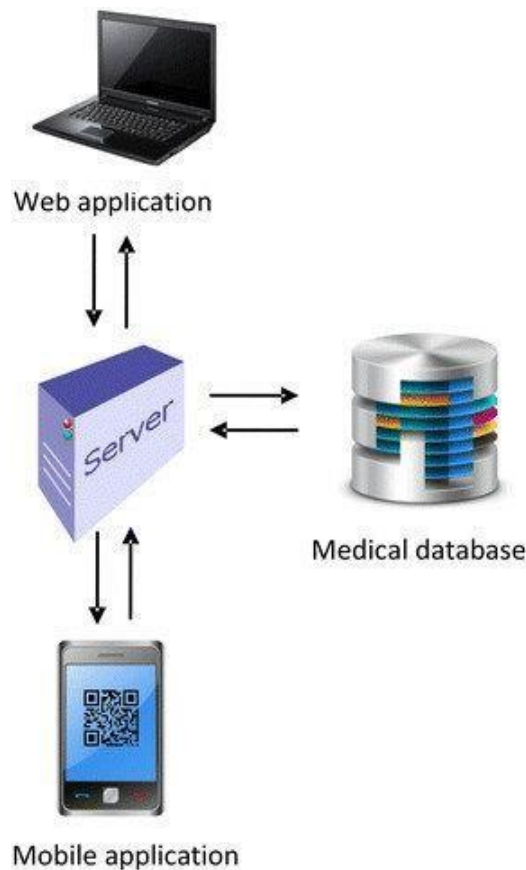 Web application
Server
Medical database
Mobile application